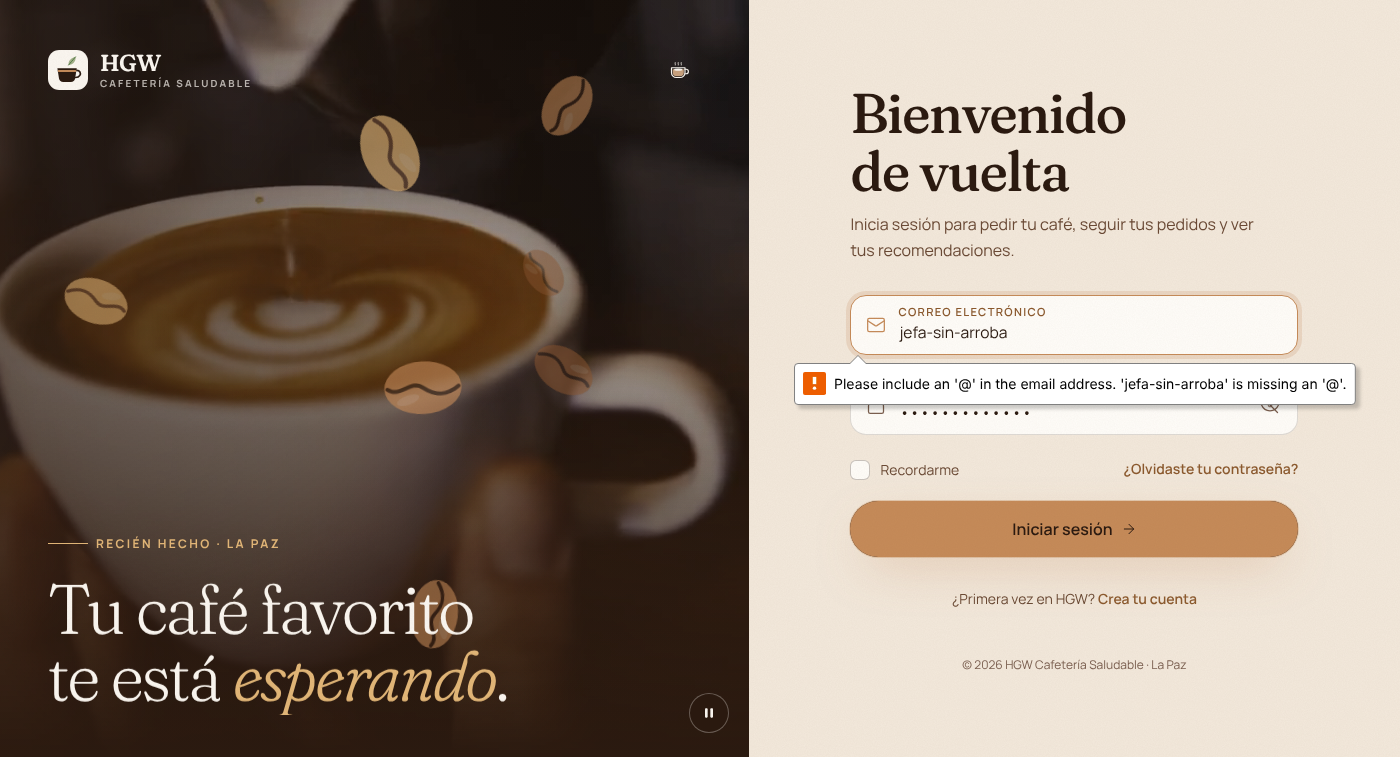 HGW
CAFETERÍA SALUDABLE
RECIÉN HECHO · LA PAZ
Tu café favorito
te está esperando.
Bienvenido
de vuelta
Inicia sesión para pedir tu café, seguir tus pedidos y ver
tus recomendaciones.
CORREO ELECTRÓNICO
jefa-sin-arroba
Please include an '@' in the email address. 'jefa-sin-arroba' is missing an '@'.
Recordarme
¿Olvidaste tu contraseña?
Iniciar sesión →
¿Primera vez en HGW? Crea tu cuenta
© 2026 HGW Cafetería Saludable · La Paz